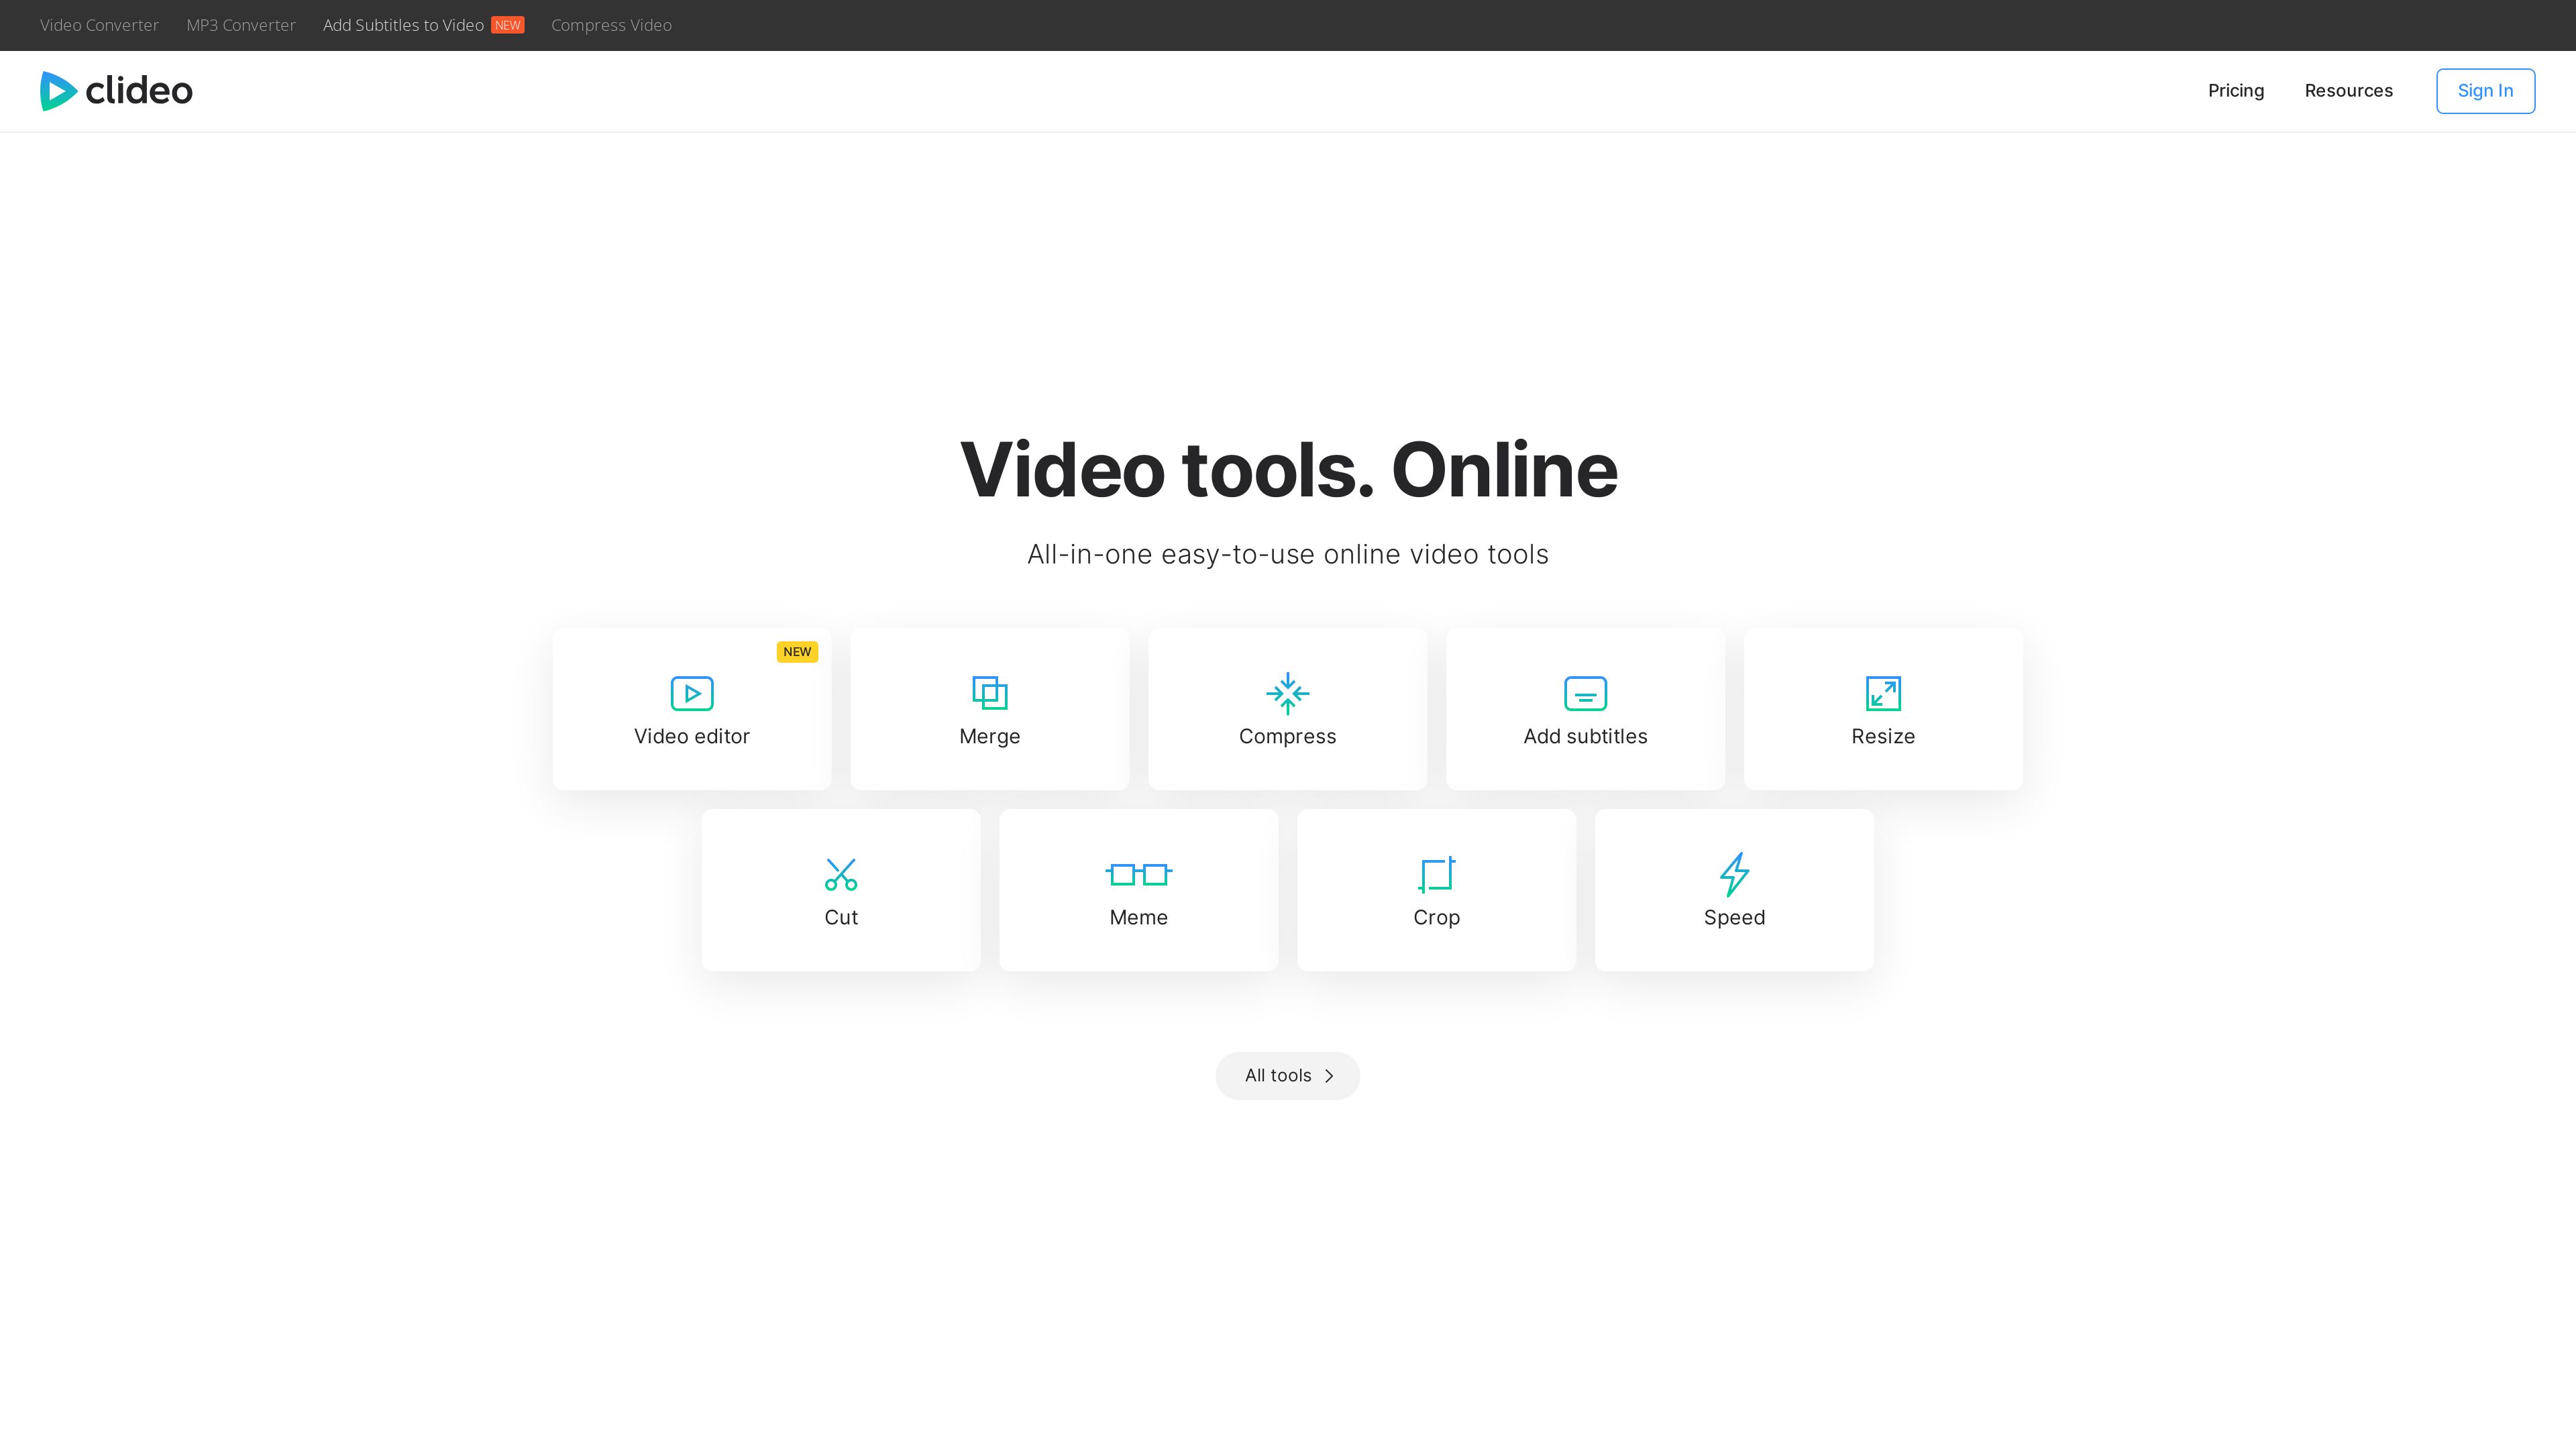 Video Converter MP3 Converter Add Subtitles to Video NEW Compress Video
clideo Pricing Resources Sign In
Video tools. Online
All-in-one easy-to-use online video tools
NEW
Video editor Merge Compress Add subtitles Resize
Cut Meme Crop Speed
All tools